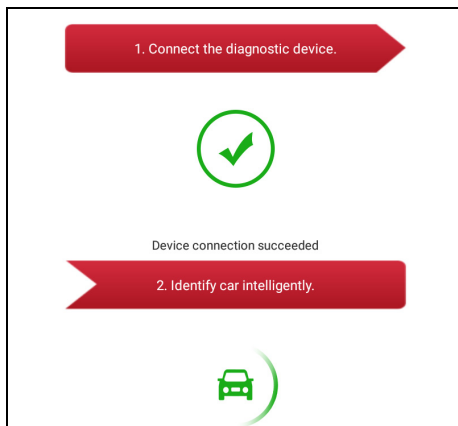 1. Connect the diagnostic device.
Device connection succeeded
2. Identify car intelligently.